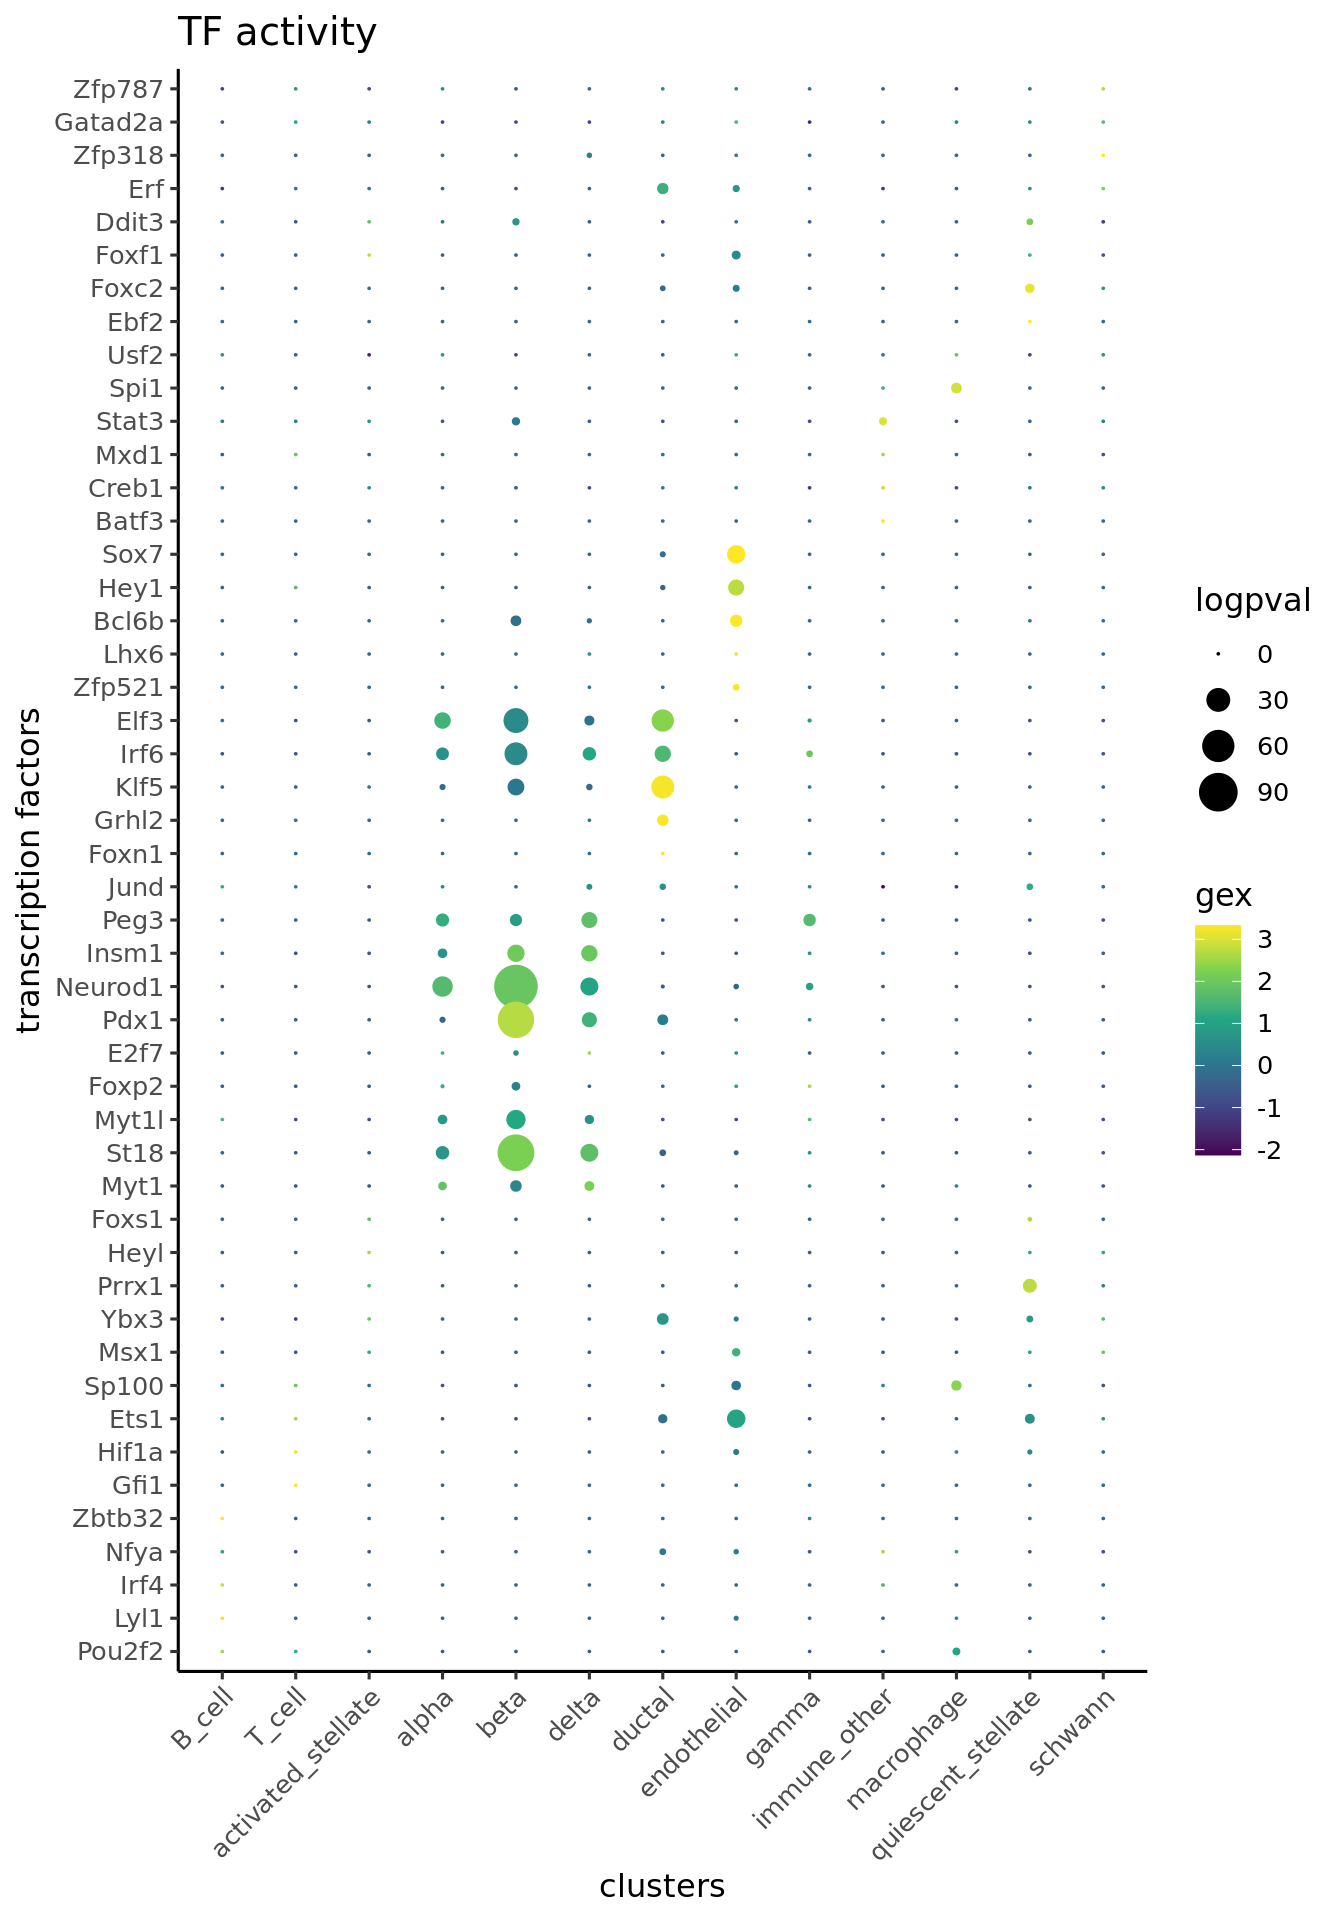 TF activity
transcription factors
Zfp787
Gatad2a
Zfp318
Erf
Ddit3
Foxf1
Foxc2
Ebf2
Usf2
Spi1
Stat3
Mxd1
Creb1
Batf3
Sox7
Hey1
Bcl6b
Lhx6
Zfp521
Elf3
Irf6
Klf5
Grhl2
Foxn1
Jund
Peg3
Insm1
Neurod1
Pdx1
E2f7
Foxp2
Myt1l
St18
Myt1
Foxs1
Heyl
Prrx1
Ybx3
Msx1
Sp100
Ets1
Hif1a
Gfi1
Zbtb32
Nfya
Irf4
Lyl1
Pou2f2
B_cell
T_cell
activated_stellate
alpha
beta
delta
ductal
endothelial
gamma
immune_other
macrophage
quiescent_stellate
schwann
clusters
logpval
0
30
60
90
gex
3
2
1
0
-1
-2